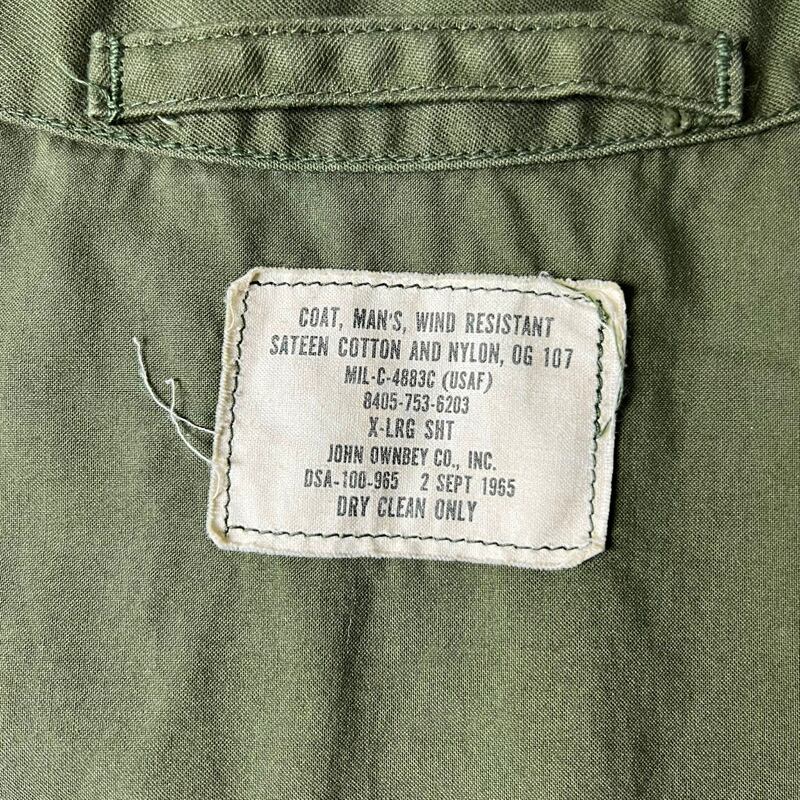 COAT, MAN'S, WIND RESISTANT
SATEEN COTTON AND NYLON, OG 107
MIL-C-4883C (USAF)
8405-753-6203
X-LRG SHT
JOHN OWNBEY CO., INC.
DSA-100-965 2 SEPT 1965
DRY CLEAN ONLY